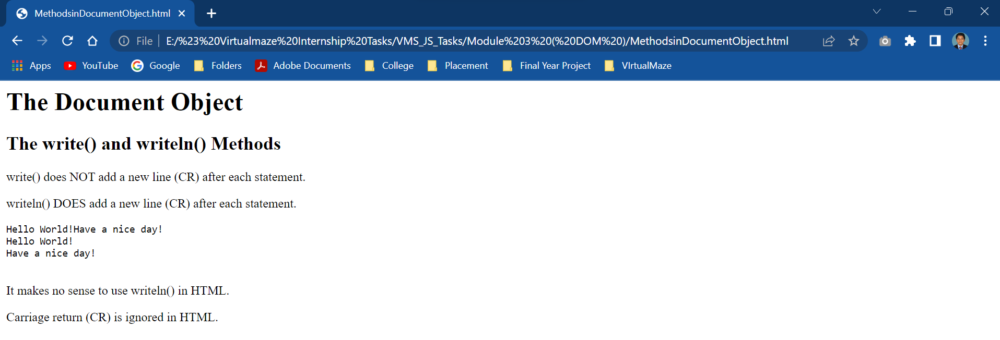 MethodsinDocumentObject.html
File | E:/%23%20Virtualmaze%20Internship%20Tasks/VMS_JS_Tasks/Module%203%20(%20DOM%20)/MethodsinDocumentObject.html
Apps YouTube Google Folders Adobe Documents College Placement Final Year Project VIrtualMaze
The Document Object
The write() and writeln() Methods
write() does NOT add a new line (CR) after each statement.
writeln() DOES add a new line (CR) after each statement.
Hello World!Have a nice day!
Hello World!
Have a nice day!
It makes no sense to use writeln() in HTML.
Carriage return (CR) is ignored in HTML.